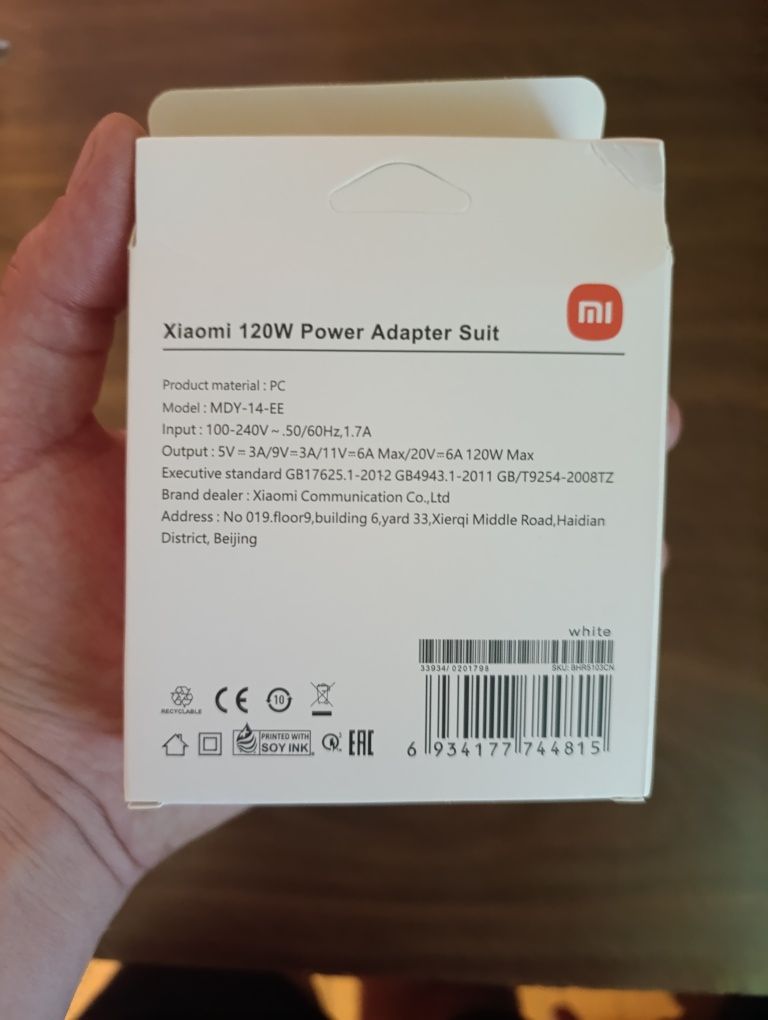 mi
Xiaomi 120W Power Adapter Suit
Product material : PC
Model : MDY-14-EE
Input : 100-240V ~ .50/60Hz,1.7A
Output : 5V⎓3A/9V⎓3A/11V⎓6A Max/20V⎓6A 120W Max
Executive standard GB17625.1-2012 GB4943.1-2011 GB/T9254-2008TZ
Brand dealer : Xiaomi Communication Co.,Ltd
Address : No 019.floor9,building 6,yard 33,Xierqi Middle Road,Haidian
District, Beijing
white
33934/ 0201798 SKU: BHR5103CN
RECYCLABLE
CE
10
PRINTED WITH
SOY INK
EAC
6 934177 744815